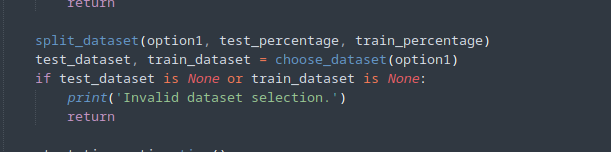 return
split_dataset(option1, test_percentage, train_percentage)
test_dataset, train_dataset = choose_dataset(option1)
if test_dataset is None or train_dataset is None:
print('Invalid dataset selection.')
return